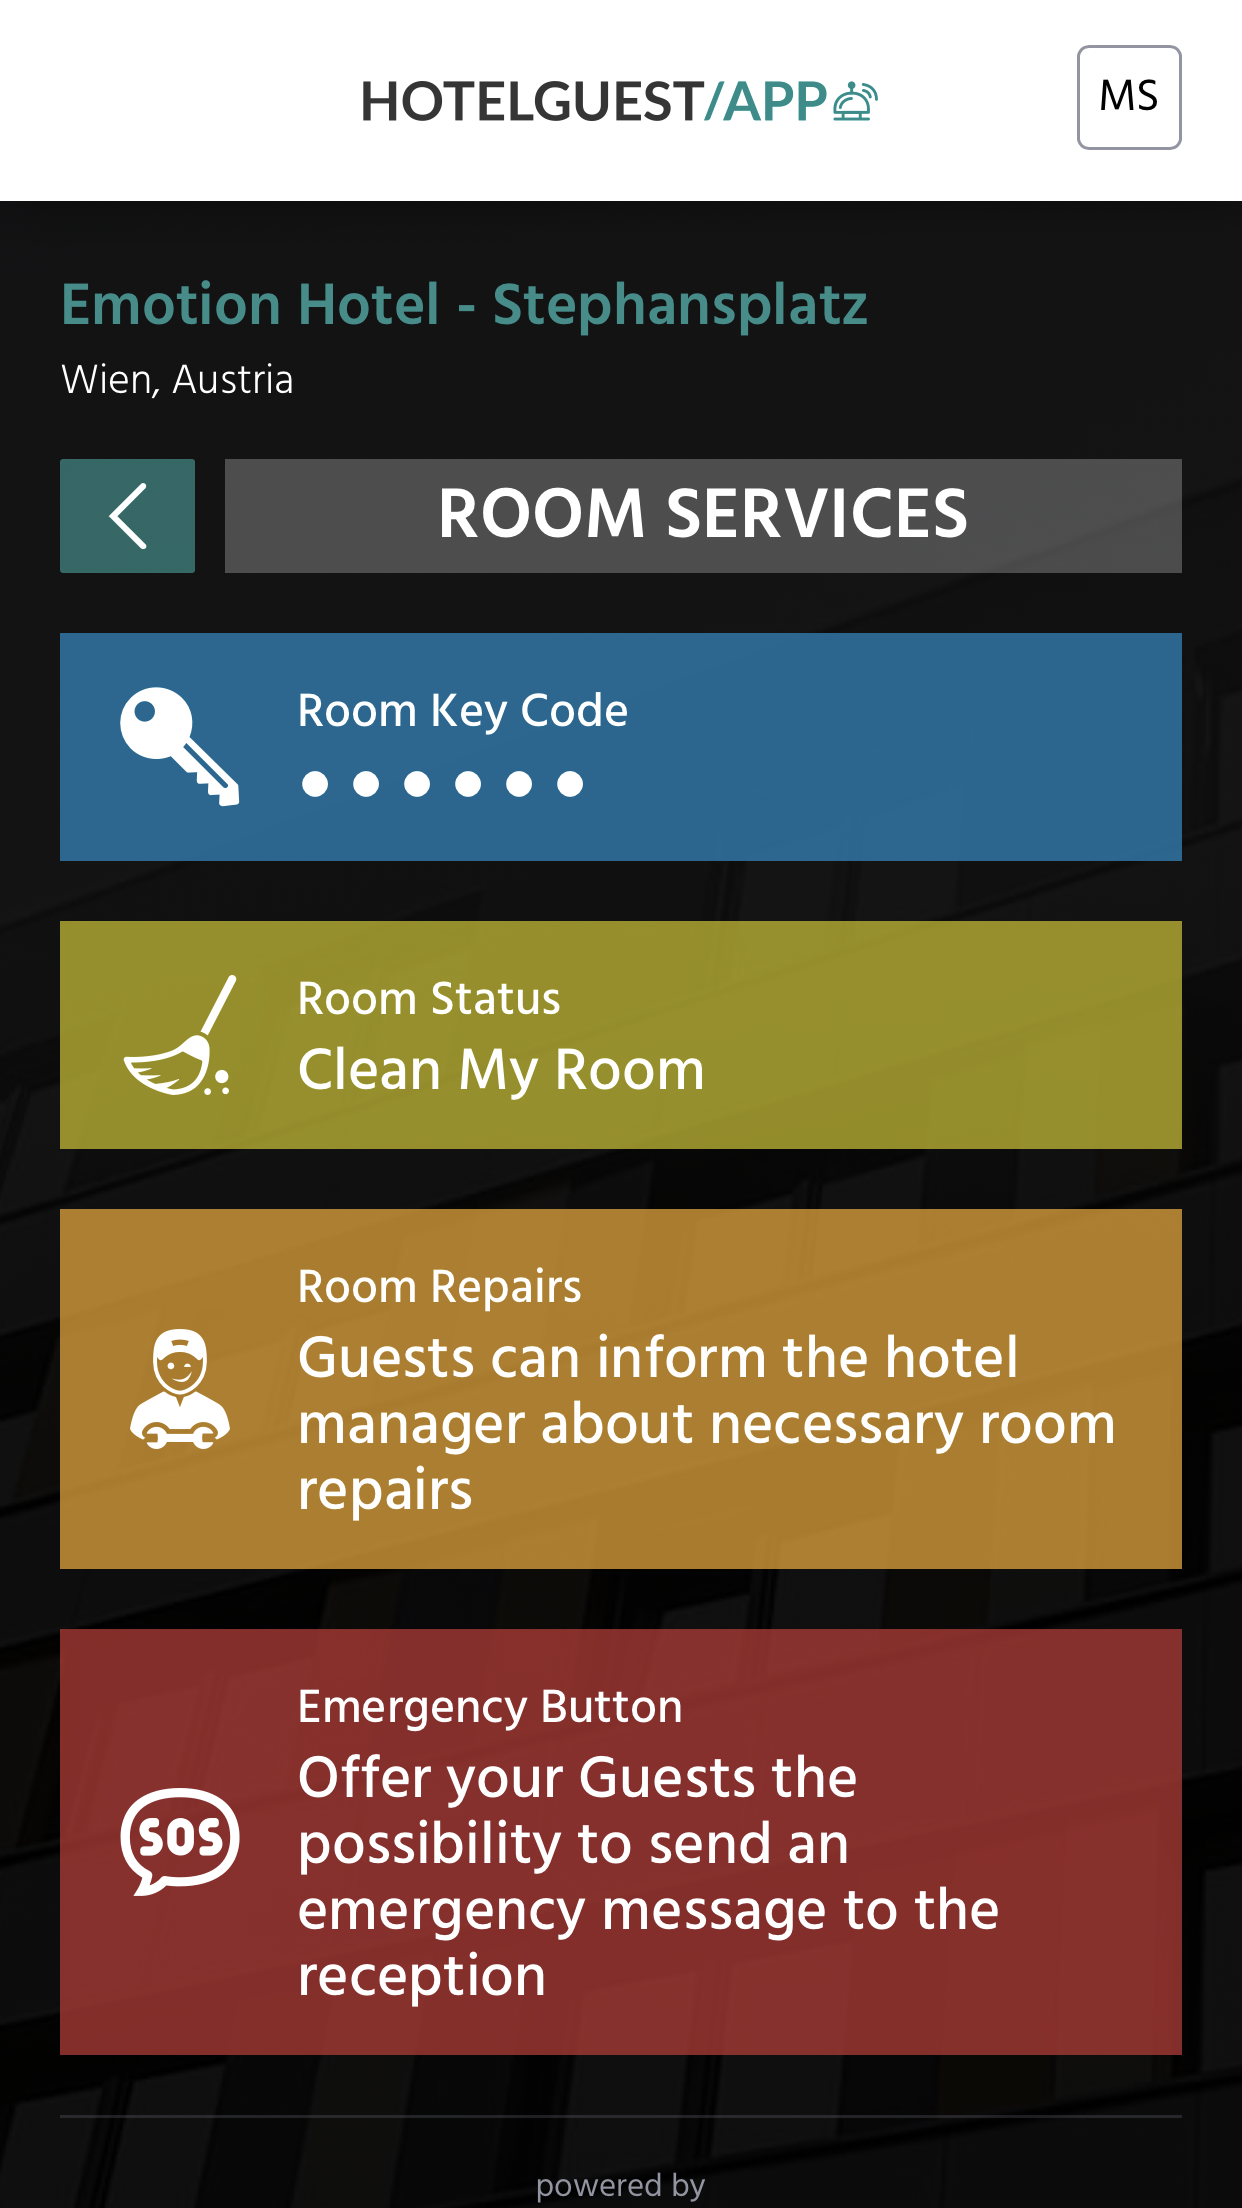 HOTELGUEST/APP
MS
Emotion Hotel - Stephansplatz
Wien, Austria
ROOM SERVICES
Room Key Code
● ● ● ● ● ●
Room Status
Clean My Room
Room Repairs
Guests can inform the hotel
manager about necessary room
repairs
Emergency Button
SOS
Offer your Guests the
possibility to send an
emergency message to the
reception
powered by